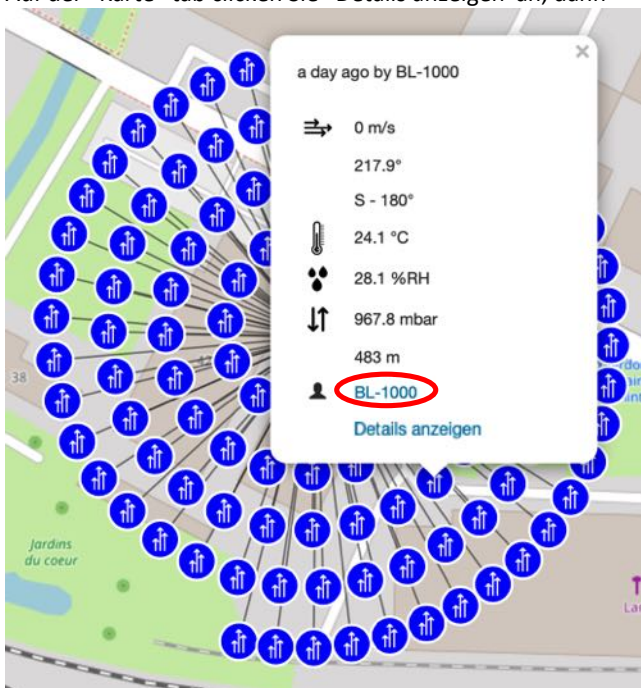 a day ago by BL-1000
×
0 m/s
217.9°
S - 180°
24.1 °C
28.1 %RH
967.8 mbar
483 m
BL-1000
Details anzeigen
38
Jardins
du coeur